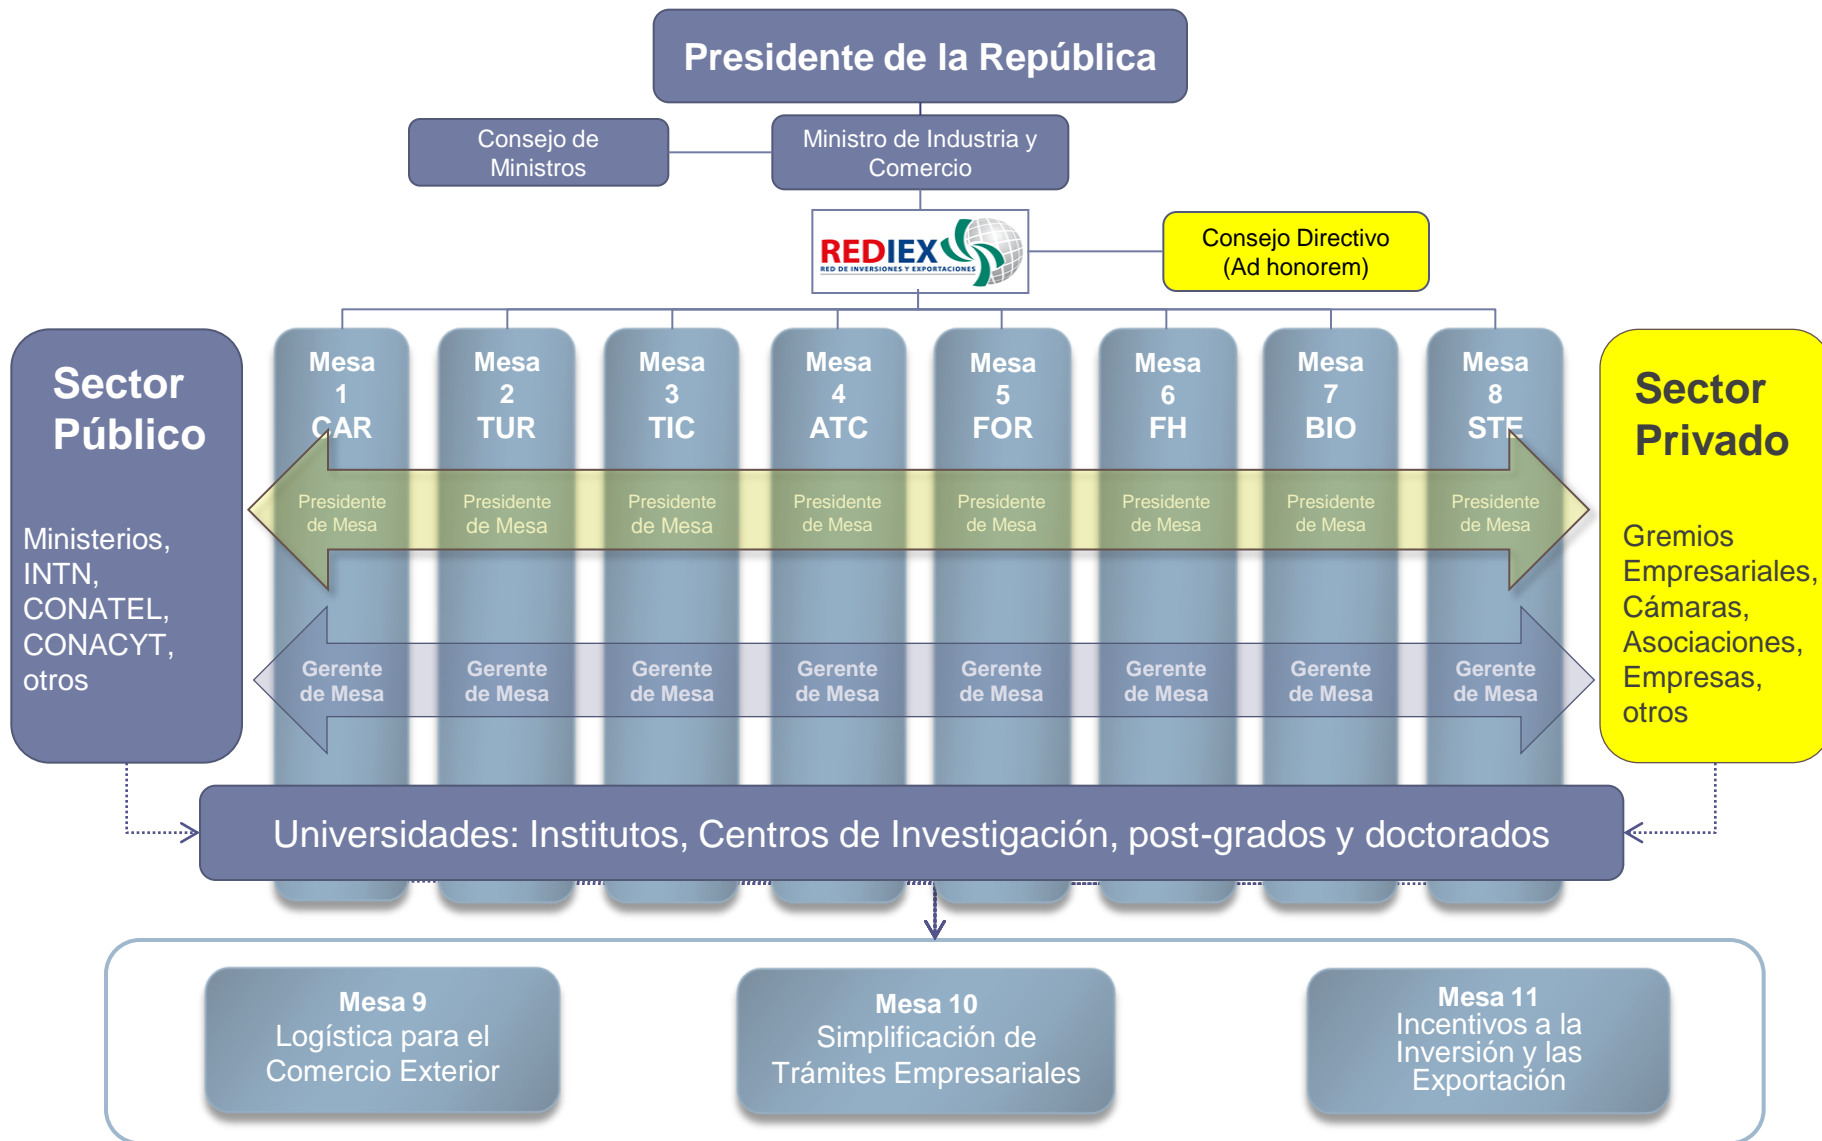 Presidente de la República
Consejo de
Ministros
Ministro de Industria y
Comercio
REDIEX
RED DE INVERSIONES Y EXPORTACIONES
Consejo Directivo
(Ad honorem)
Sector
Público
Ministerios,
INTN,
CONATEL,
CONACYT,
otros
Mesa
1
CAR
Mesa
2
TUR
Mesa
3
TIC
Mesa
4
ATC
Mesa
5
FOR
Mesa
6
FH
Mesa
7
BIO
Mesa
8
STE
Presidente
de Mesa
Presidente
de Mesa
Presidente
de Mesa
Presidente
de Mesa
Presidente
de Mesa
Presidente
de Mesa
Presidente
de Mesa
Presidente
de Mesa
Gerente
de Mesa
Gerente
de Mesa
Gerente
de Mesa
Gerente
de Mesa
Gerente
de Mesa
Gerente
de Mesa
Gerente
de Mesa
Gerente
de Mesa
Sector
Privado
Gremios
Empresariales,
Cámaras,
Asociaciones,
Empresas,
otros
Universidades: Institutos, Centros de Investigación, post-grados y doctorados
Mesa 9
Logística para el
Comercio Exterior
Mesa 10
Simplificación de
Trámites Empresariales
Mesa 11
Incentivos a la
Inversión y las
Exportación